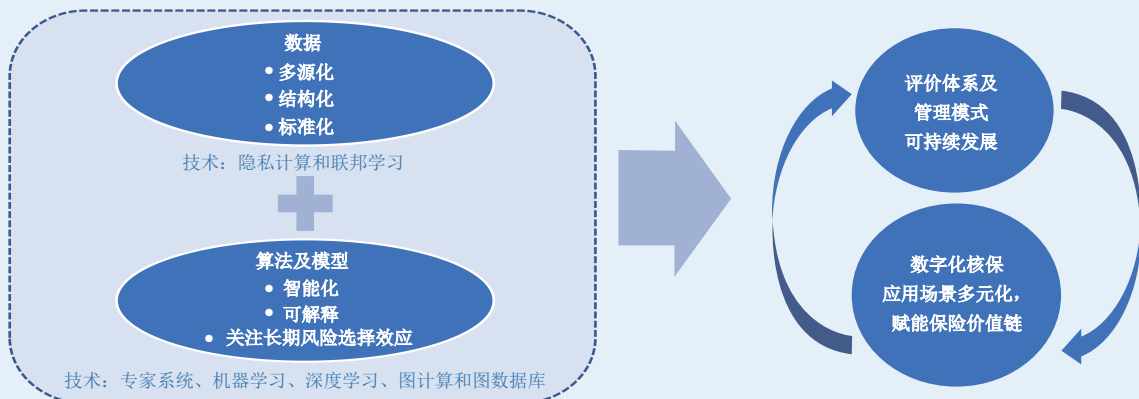 数据
• 多源化
• 结构化
• 标准化
技术：隐私计算和联邦学习
算法及模型
• 智能化
• 可解释
• 关注长期风险选择效应
技术：专家系统、机器学习、深度学习、图计算和图数据库
评价体系及
管理模式
可持续发展
数字化核保
应用场景多元化，
赋能保险价值链